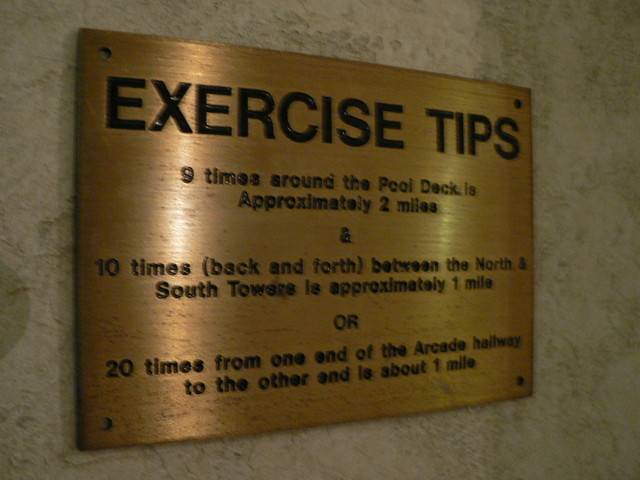 EXERCISE TIPS
9 times around the Pool Deck is
Approximately 2 miles
&
10 times (back and forth) between the North &
South Towers is approximately 1 mile
OR
20 times from one end of the Arcade hallway
to the other end is about 1 mile